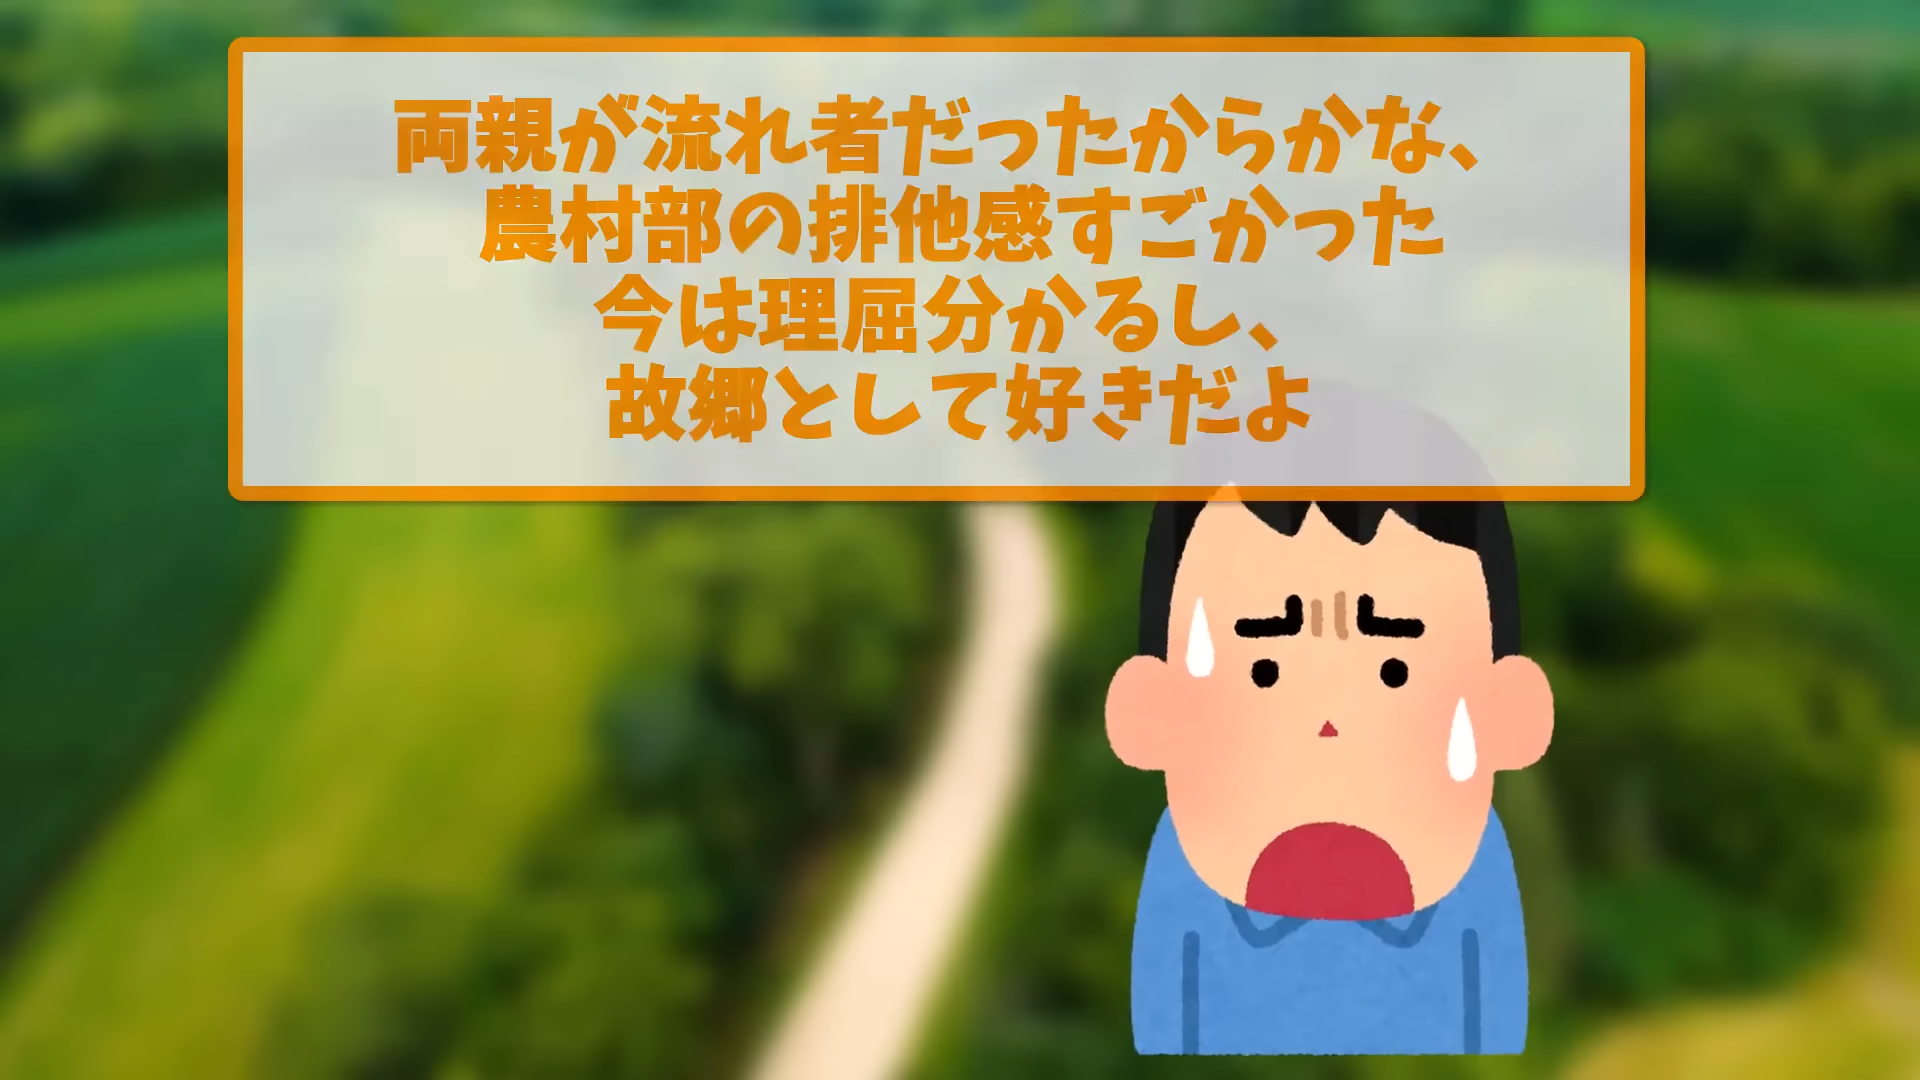 両親が流れ者だったからかな、
農村部の排他感すごかった
今は理屈分かるし、
故郷として好きだよ